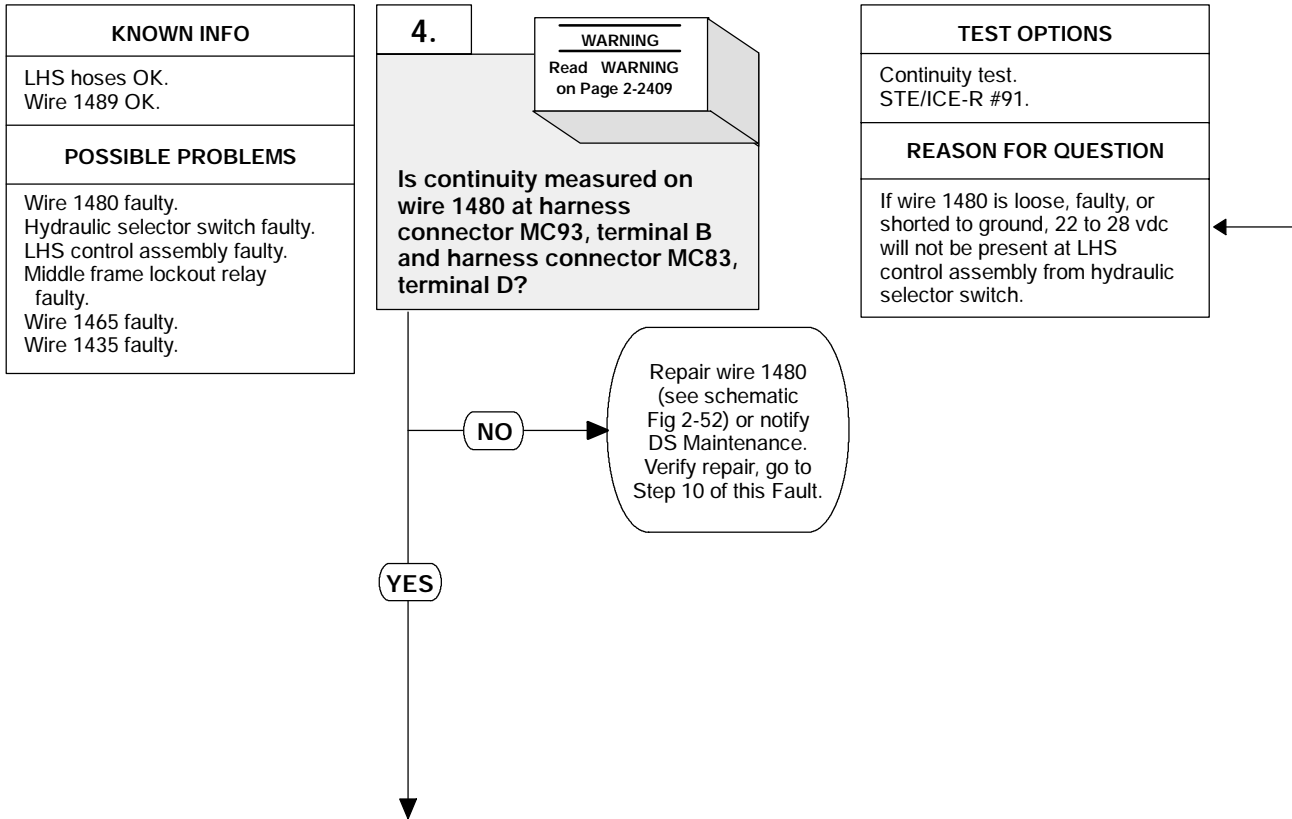 KNOWN INFO
LHS hoses OK.
Wire 1489 OK.
POSSIBLE PROBLEMS
Wire 1480 faulty.
Hydraulic selector switch faulty.
LHS control assembly faulty.
Middle frame lockout relay
faulty.
Wire 1465 faulty.
Wire 1435 faulty.
4.
WARNING
Read WARNING
on Page 2-2409
Is continuity measured on
wire 1480 at harness
connector MC93, terminal B
and harness connector MC83,
terminal D?
TEST OPTIONS
Continuity test.
STE/ICE-R #91.
REASON FOR QUESTION
If wire 1480 is loose, faulty, or
shorted to ground, 22 to 28 vdc
will not be present at LHS
control assembly from hydraulic
selector switch.
NO
Repair wire 1480
(see schematic
Fig 2-52) or notify
DS Maintenance.
Verify repair, go to
Step 10 of this Fault.
YES